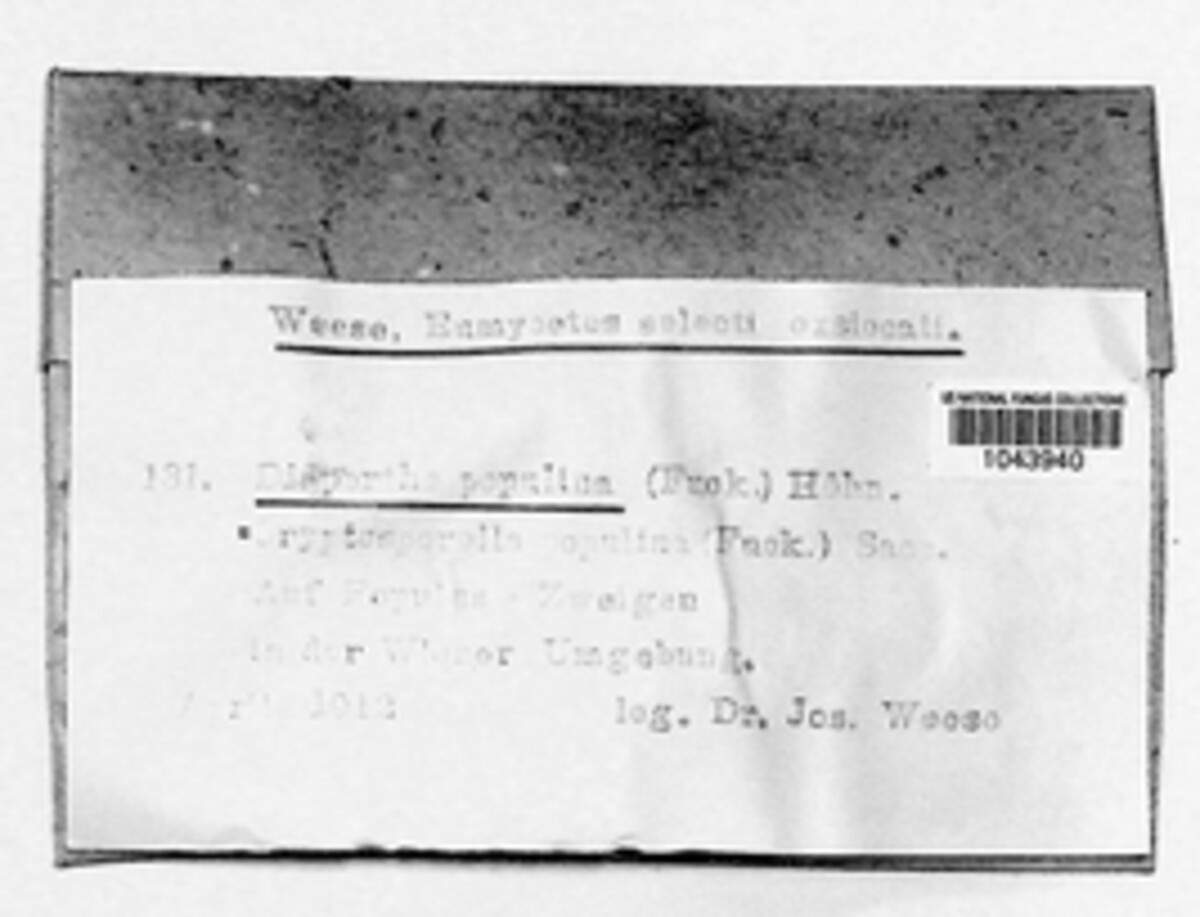 Weese, Eumycetes selecti exsiccati.
US NATIONAL FUNGUS COLLECTIONS
1043940
131. Diaporthe populina (Fuck.) Höhn.
Cryptosporella populina (Fuck.) Sacc.
Auf Populus - Zweigen
in der Wiener Umgebung.
April 1912 leg. Dr. Jos. Weese